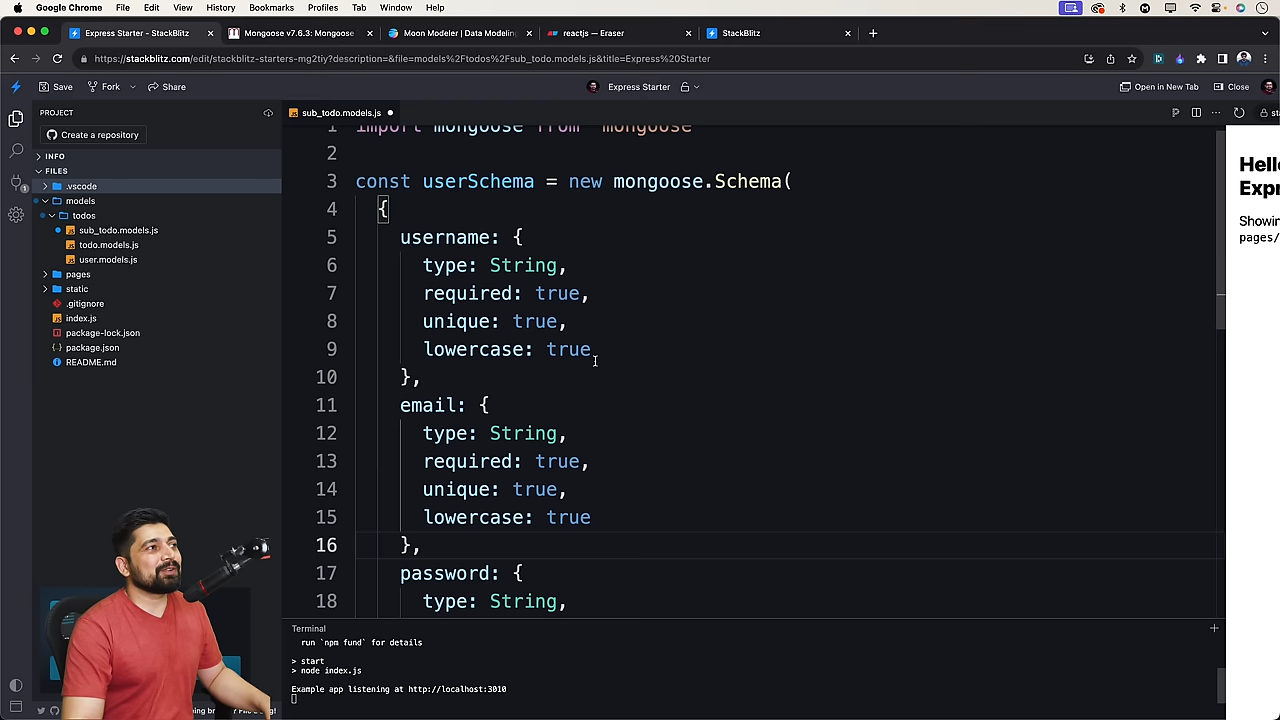 Google Chrome File Edit View History Bookmarks Profiles Tab Window Help
Express Starter - StackBlitz
Mongoose v7.6.3: Mongoose
Moon Modeler | Data Modeling
reactjs — Eraser
StackBlitz
https://stackblitz.com/edit/stackblitz-starters-mg2tiy?description=&file=models%2Ftodos%2Fsub_todo.models.js&title=Express%20Starter
Save Fork Share
Express Starter
Open in New Tab Close
PROJECT
Create a repository
INFO
FILES
.vscode
models
todos
sub_todo.models.js
todo.models.js
user.models.js
pages
static
.gitignore
index.js
package-lock.json
package.json
README.md
sub_todo.models.js
1 import mongoose from "mongoose"
2
3 const userSchema = new mongoose.Schema(
4 {
5 username: {
6 type: String,
7 required: true,
8 unique: true,
9 lowercase: true
10 },
11 email: {
12 type: String,
13 required: true,
14 unique: true,
15 lowercase: true
16 },
17 password: {
18 type: String,
Terminal
run `npm fund` for details
> start
> node index.js
Example app listening at http://localhost:3010
Hello
Showin
pages/